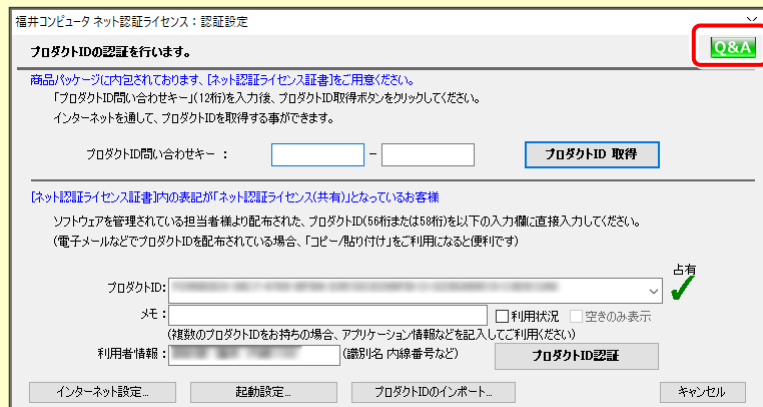 福井コンピュータ ネット認証ライセンス：認証設定
プロダクトIDの認証を行います。
Q&A
商品パッケージに内包されております、[ネット認証ライセンス証書]をご用意ください。
「プロダクトID問い合わせキー」(12桁)を入力後、プロダクトID取得ボタンをクリックしてください。
インターネットを通して、プロダクトIDを取得する事ができます。
プロダクトID問い合わせキー ： － プロダクトID 取得
[ネット認証ライセンス証書]内の表記が「ネット認証ライセンス(共有)」となっているお客様
ソフトウェアを管理されている担当者様より配布された、プロダクトID(56桁または58桁)を以下の入力欄に直接入力してください。
(電子メールなどでプロダクトIDを配布されている場合、「コピー/貼り付け」をご利用になると便利です)
占有
プロダクトID:
メモ： 利用状況 空きのみ表示
(複数のプロダクトIDをお持ちの場合、アプリケーション情報などを記入してご利用ください)
利用者情報： (識別名 内線番号など) プロダクトID認証
インターネット設定... 起動設定... プロダクトIDのインポート... キャンセル